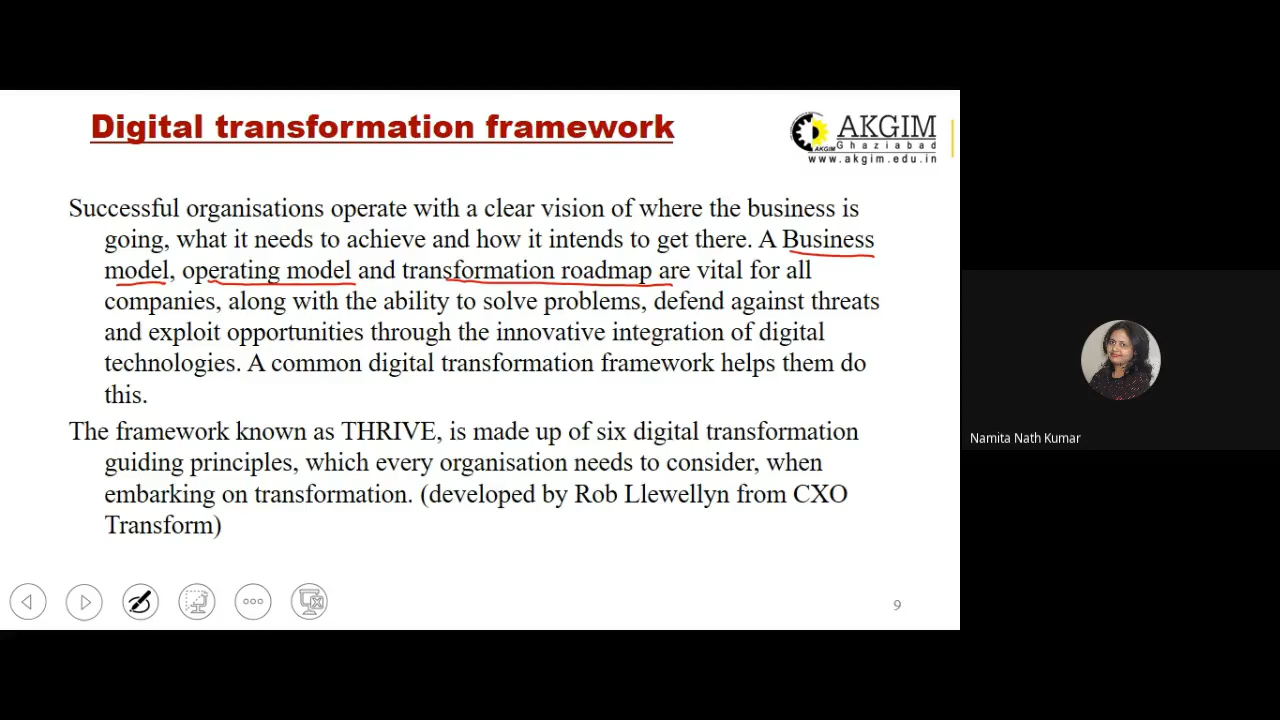 Digital transformation framework
AKGIM
Ghaziabad
AKGIM
www.akgim.edu.in
Successful organisations operate with a clear vision of where the business is
going, what it needs to achieve and how it intends to get there. A Business
model, operating model and transformation roadmap are vital for all
companies, along with the ability to solve problems, defend against threats
and exploit opportunities through the innovative integration of digital
technologies. A common digital transformation framework helps them do
this.
The framework known as THRIVE, is made up of six digital transformation
guiding principles, which every organisation needs to consider, when
embarking on transformation. (developed by Rob Llewellyn from CXO
Transform)
9
Namita Nath Kumar